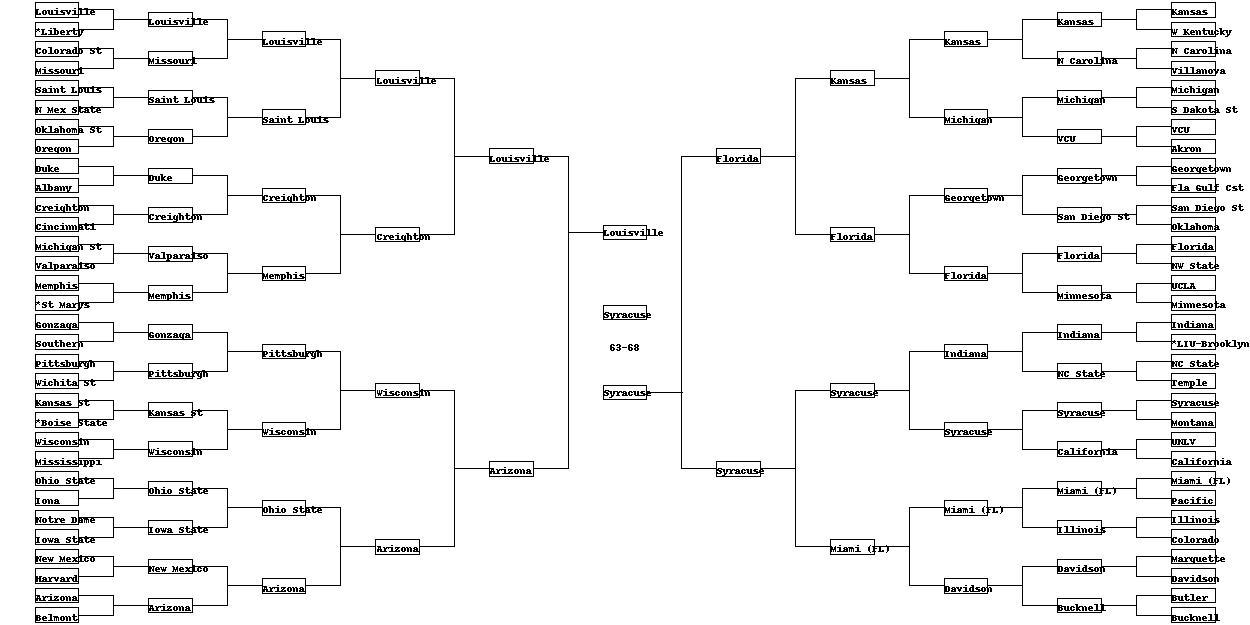 Louisville
*Liberty
Colorado St
Missouri
Saint Louis
N Mex State
Oklahoma St
Oregon
Duke
Albany
Creighton
Cincinnati
Michigan St
Valparaiso
Memphis
*St Marys
Gonzaga
Southern
Pittsburgh
Wichita St
Kansas St
*Boise State
Wisconsin
Mississippi
Ohio State
Iona
Notre Dame
Iowa State
New Mexico
Harvard
Arizona
Belmont
Louisville
Missouri
Saint Louis
Oregon
Duke
Creighton
Valparaiso
Memphis
Gonzaga
Pittsburgh
Kansas St
Wisconsin
Ohio State
Iowa State
New Mexico
Arizona
Louisville
Saint Louis
Creighton
Memphis
Pittsburgh
Wisconsin
Ohio State
Arizona
Louisville
Creighton
Wisconsin
Arizona
Louisville
Arizona
Louisville
Syracuse
63-68
Syracuse
Florida
Syracuse
Kansas
Florida
Syracuse
Miami (FL)
Kansas
Michigan
Georgetown
Florida
Indiana
Syracuse
Miami (FL)
Davidson
Kansas
N Carolina
Michigan
VCU
Georgetown
San Diego St
Florida
Minnesota
Indiana
NC State
Syracuse
California
Miami (FL)
Illinois
Davidson
Bucknell
Kansas
W Kentucky
N Carolina
Villanova
Michigan
S Dakota St
VCU
Akron
Georgetown
Fla Gulf Cst
San Diego St
Oklahoma
Florida
NW State
UCLA
Minnesota
Indiana
*LIU-Brooklyn
NC State
Temple
Syracuse
Montana
UNLV
California
Miami (FL)
Pacific
Illinois
Colorado
Marquette
Davidson
Butler
Bucknell